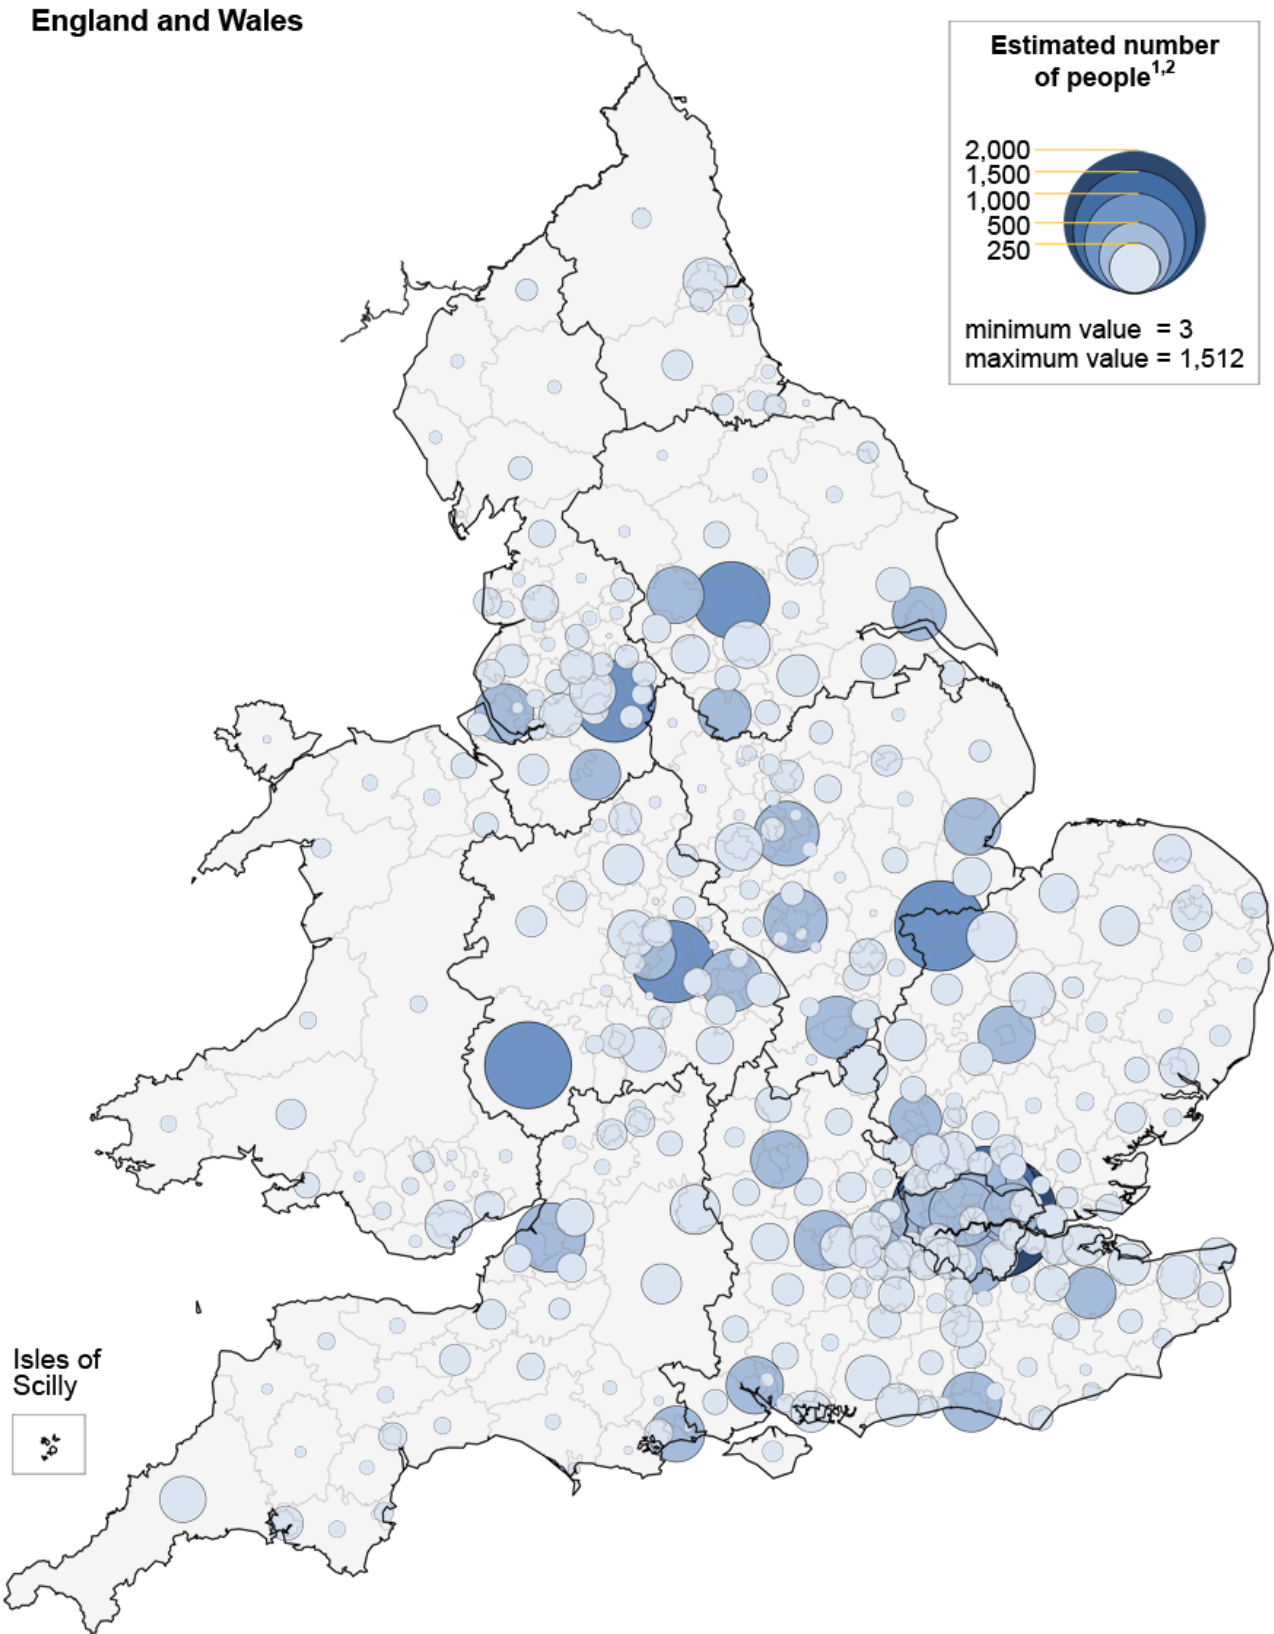 England and Wales
Estimated number
of people1,2
2,000
1,500
1,000
500
250
minimum value = 3
maximum value = 1,512
Isles of
Scilly